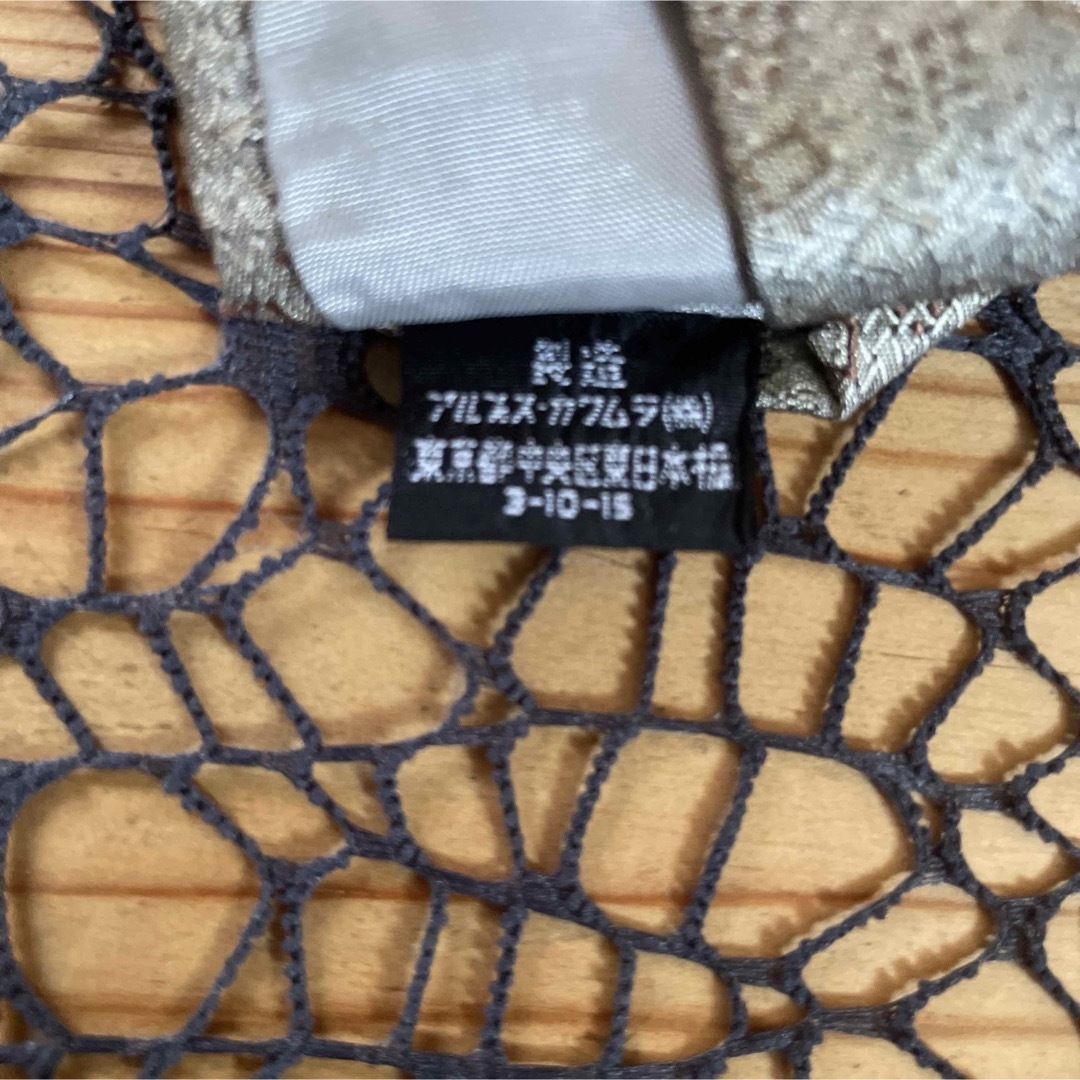 製造
アルプス・カワムラ(株)
東京都中央区東日本橋
3-10-15